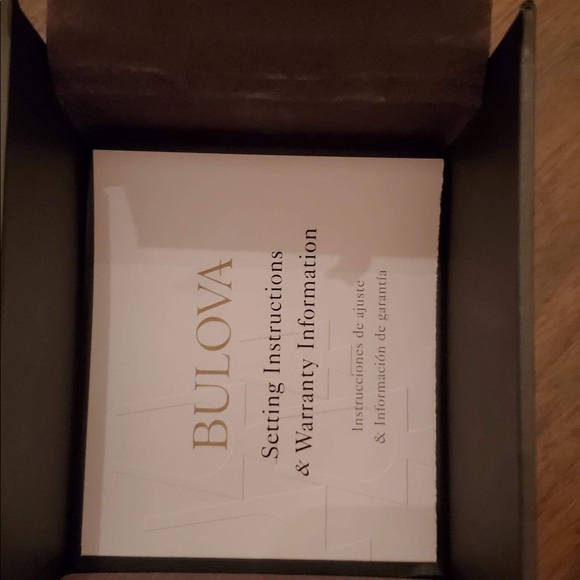 BULOVA
Setting Instructions
& Warranty Information
Instrucciones de ajuste
& Información de garantía